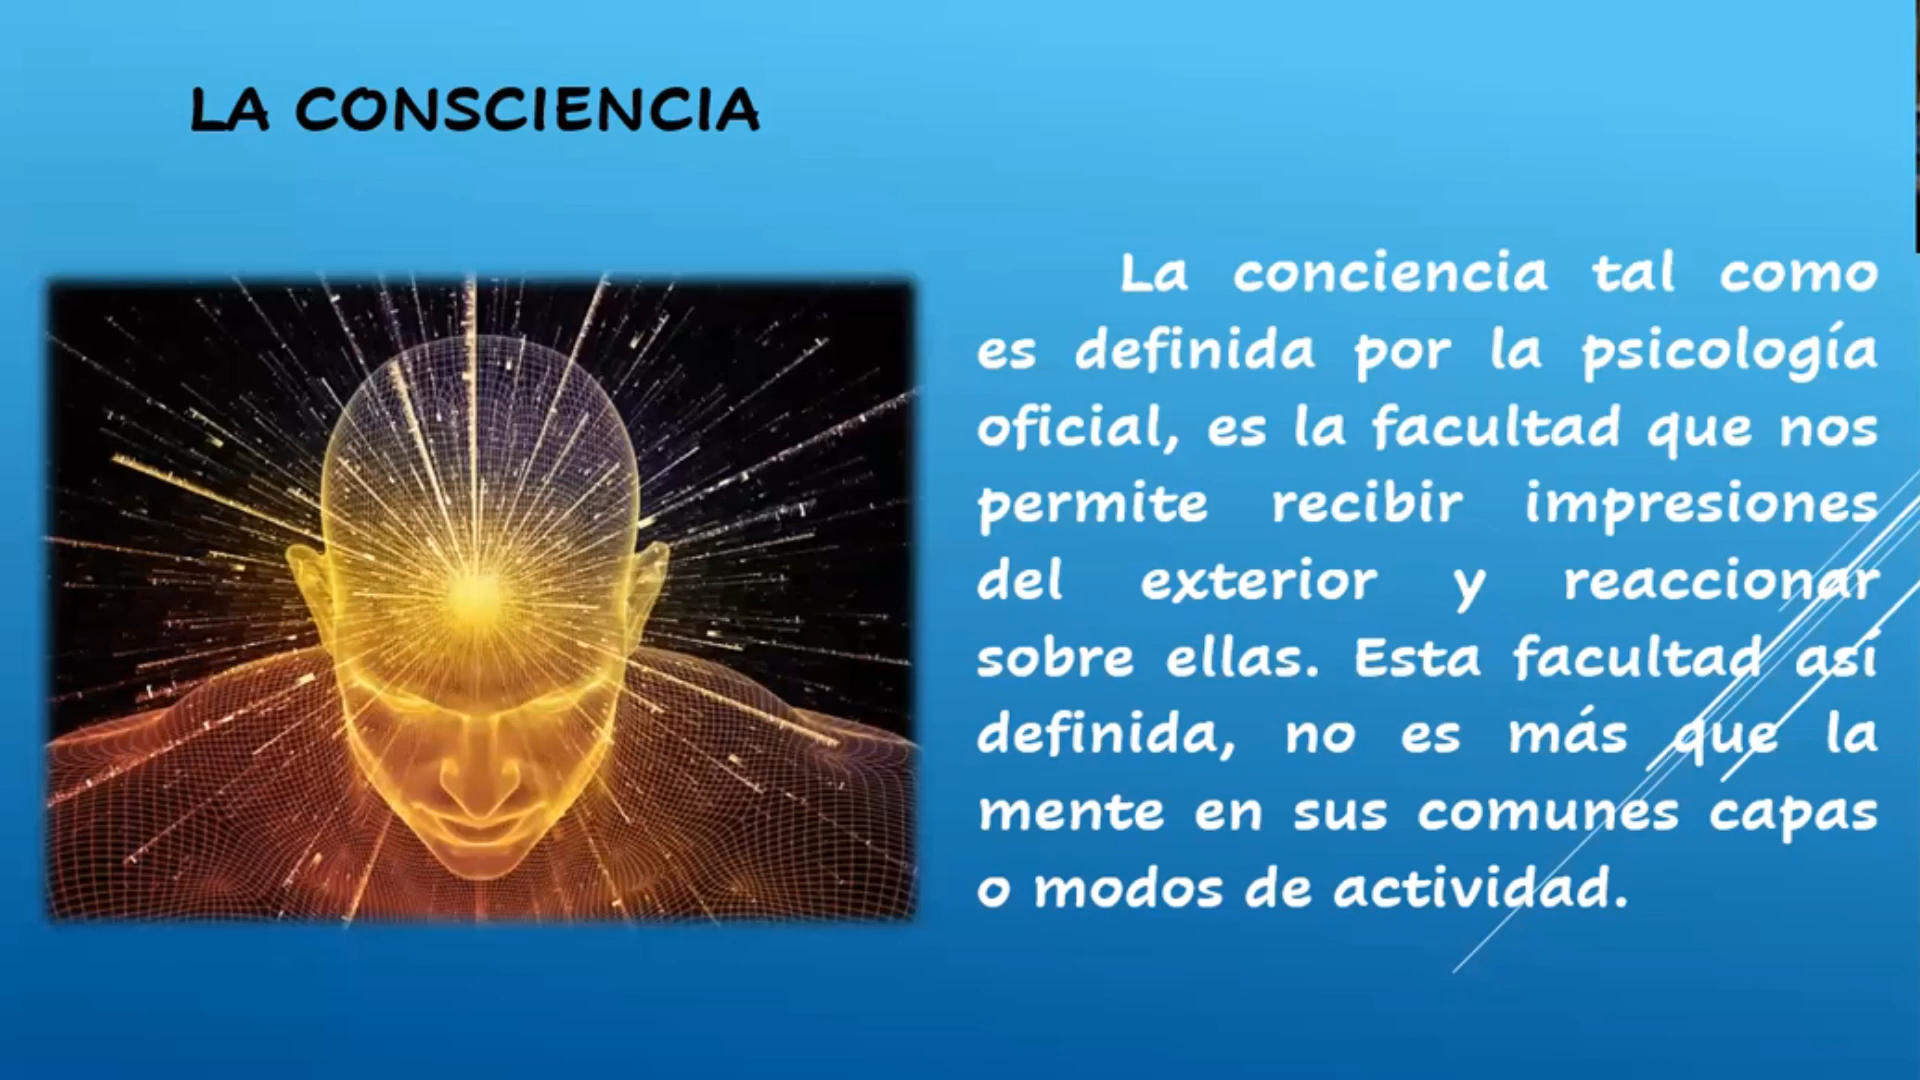 LA CONSCIENCIA
La conciencia tal como
es definida por la psicología
oficial, es la facultad que nos
permite recibir impresiones
del exterior y reaccionar
sobre ellas. Esta facultad así
definida, no es más que la
mente en sus comunes capas
o modos de actividad.